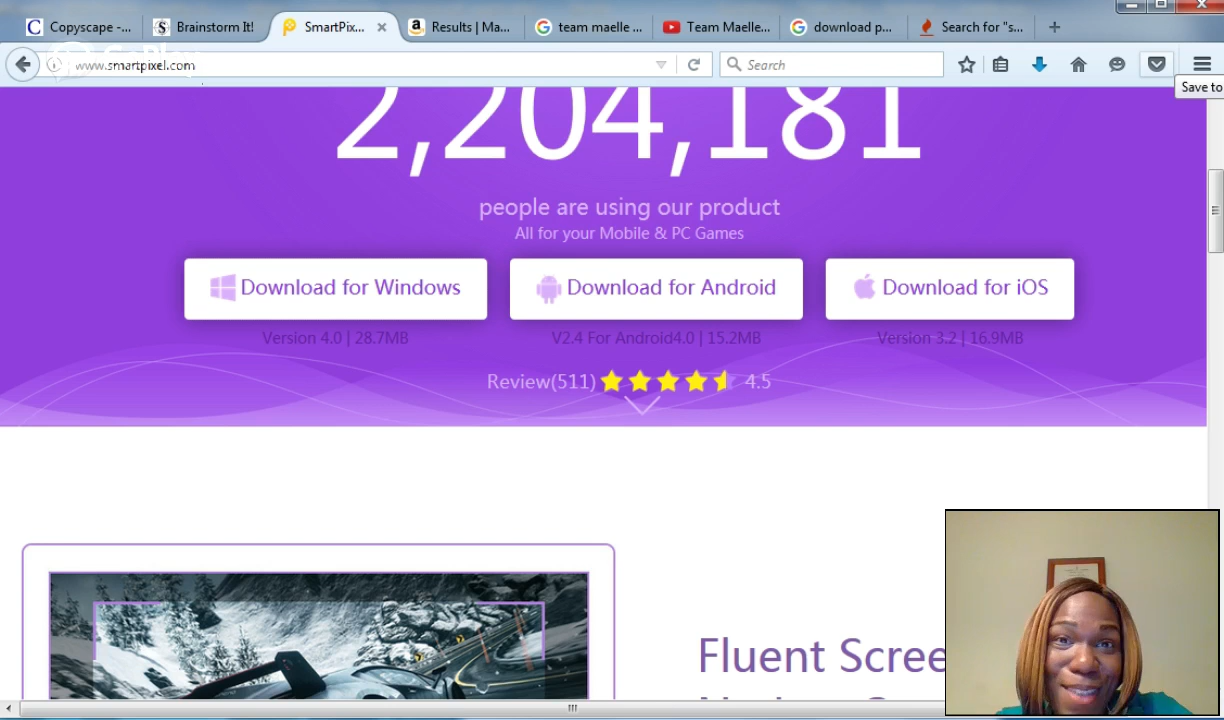 Copyscape -... Brainstorm It! SmartPix... Results | Ma... team maelle ... Team Maelle... download p... Search for "s...
www.smartpixel.com Search
Save to
2,204,181
people are using our product
All for your Mobile & PC Games
Download for Windows Download for Android Download for iOS
Version 4.0 | 28.7MB V2.4 For Android4.0 | 15.2MB Version 3.2 | 16.9MB
Review(511) 4.5
Fluent Scree